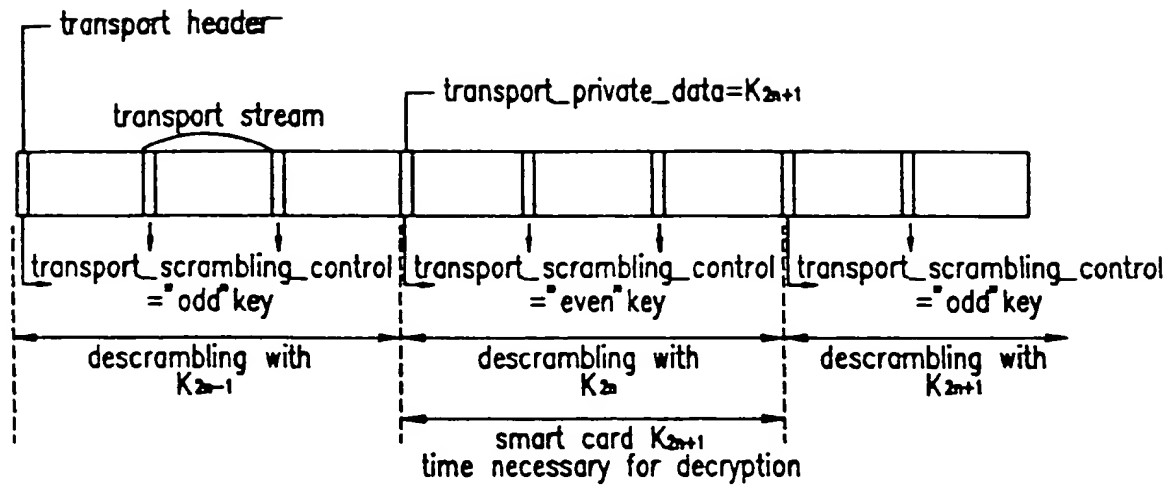 transport header
transport_private_data=K2n+1
transport stream
transport_scrambling_control
="odd" key
transport_scrambling_control
="even" key
transport_scrambling_control
="odd" key
descrambling with
K2n-1
descrambling with
K2n
descrambling with
K2n+1
smart card K2n+1
time necessary for decryption